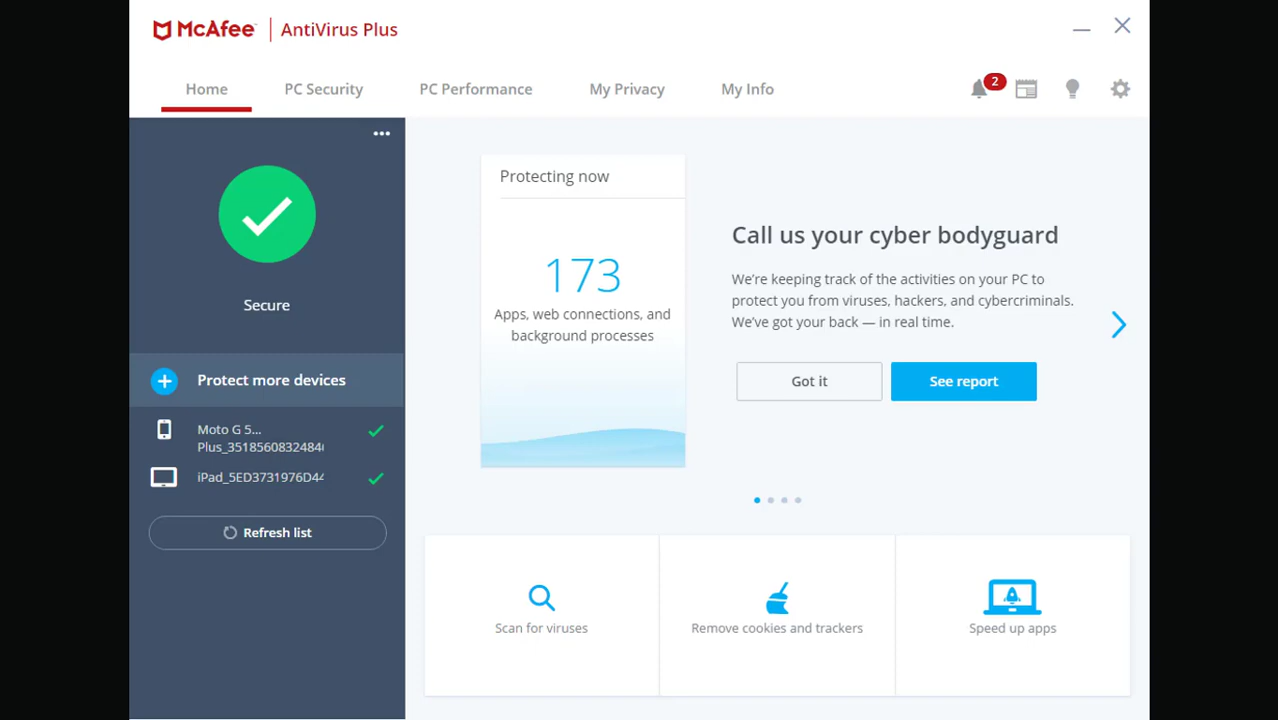 McAfee | AntiVirus Plus
Home PC Security PC Performance My Privacy My Info 2
Secure
Protect more devices
Moto G 5...
Plus_3518560832484
iPad_5ED3731976D44
Refresh list
Protecting now
173
Apps, web connections, and
background processes
Call us your cyber bodyguard
We’re keeping track of the activities on your PC to
protect you from viruses, hackers, and cybercriminals.
We’ve got your back — in real time.
Got it See report
Scan for viruses Remove cookies and trackers Speed up apps